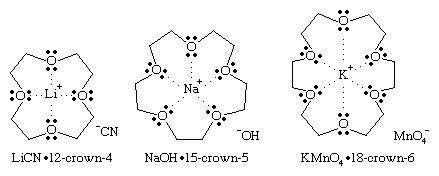 O O O O Li⁺
⁻CN
LiCN•12-crown-4
O O O O O Na⁺
⁻OH
NaOH•15-crown-5
O O O O O O K⁺
MnO₄⁻
KMnO₄•18-crown-6